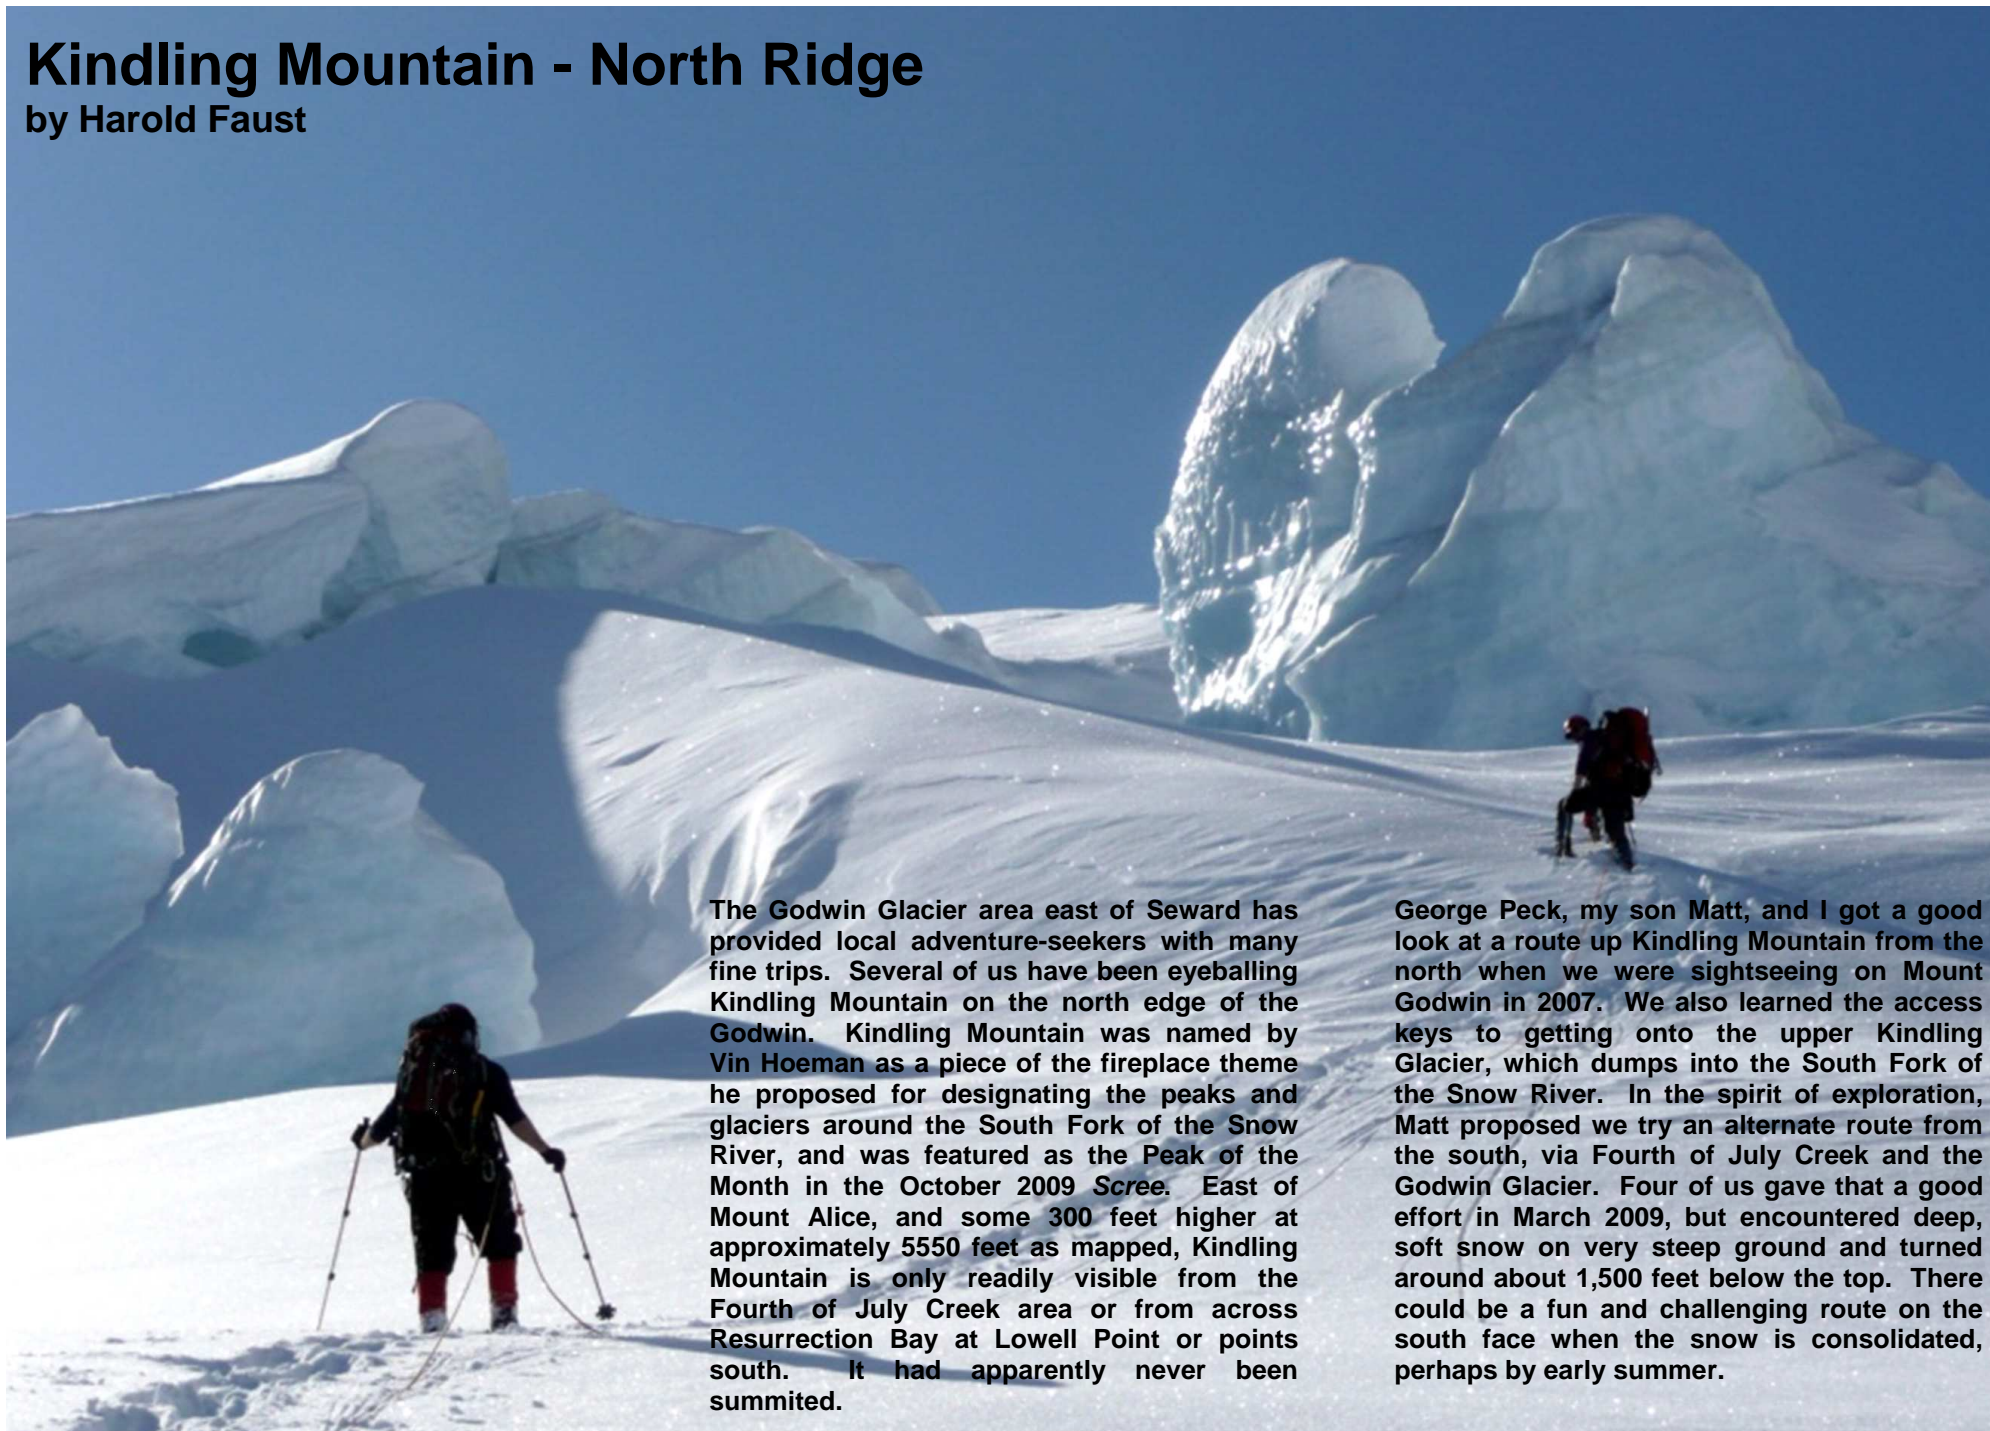 Kindling Mountain - North Ridge
by Harold Faust
The Godwin Glacier area east of Seward has
provided local adventure-seekers with many
fine trips. Several of us have been eyeballing
Kindling Mountain on the north edge of the
Godwin. Kindling Mountain was named by
Vin Hoeman as a piece of the fireplace theme
he proposed for designating the peaks and
glaciers around the South Fork of the Snow
River, and was featured as the Peak of the
Month in the October 2009 Scree. East of
Mount Alice, and some 300 feet higher at
approximately 5550 feet as mapped, Kindling
Mountain is only readily visible from the
Fourth of July Creek area or from across
Resurrection Bay at Lowell Point or points
south. It had apparently never been
summited.
George Peck, my son Matt, and I got a good
look at a route up Kindling Mountain from the
north when we were sightseeing on Mount
Godwin in 2007. We also learned the access
keys to getting onto the upper Kindling
Glacier, which dumps into the South Fork of
the Snow River. In the spirit of exploration,
Matt proposed we try an alternate route from
the south, via Fourth of July Creek and the
Godwin Glacier. Four of us gave that a good
effort in March 2009, but encountered deep,
soft snow on very steep ground and turned
around about 1,500 feet below the top. There
could be a fun and challenging route on the
south face when the snow is consolidated,
perhaps by early summer.